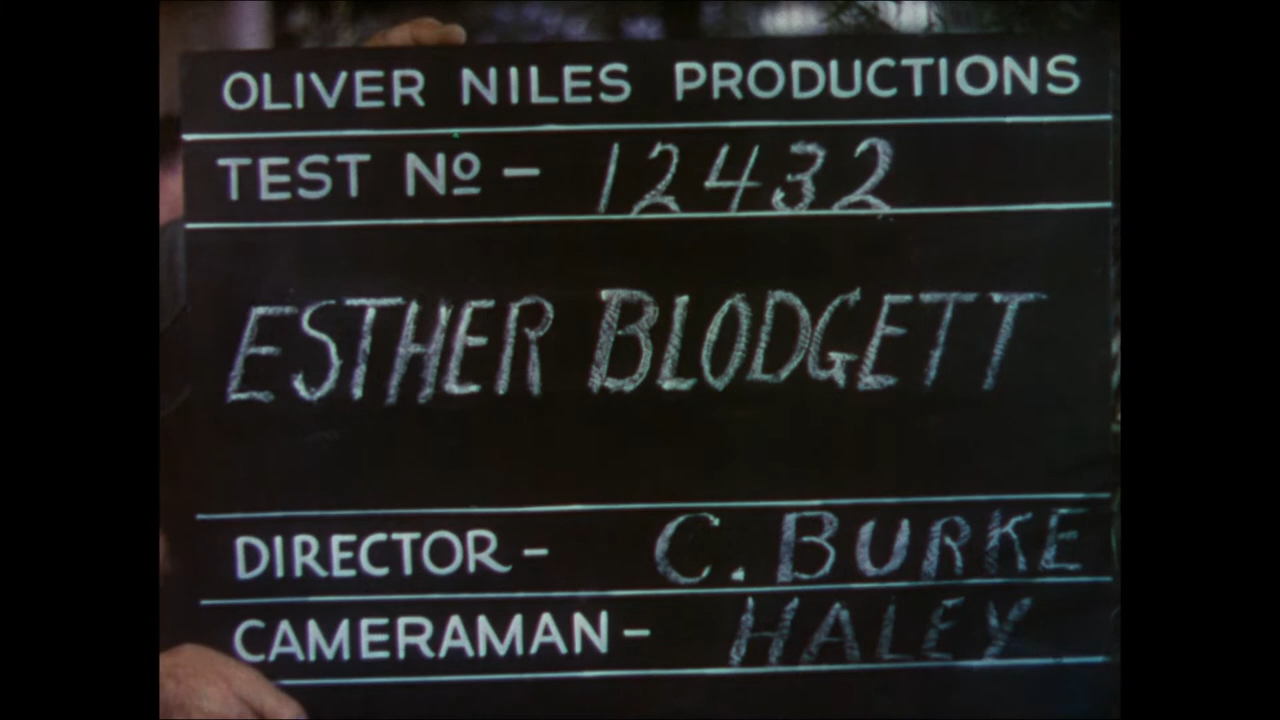 OLIVER NILES PRODUCTIONS
TEST Nº - 12432
ESTHER BLODGETT
DIRECTOR - C. BURKE
CAMERAMAN - HALEY